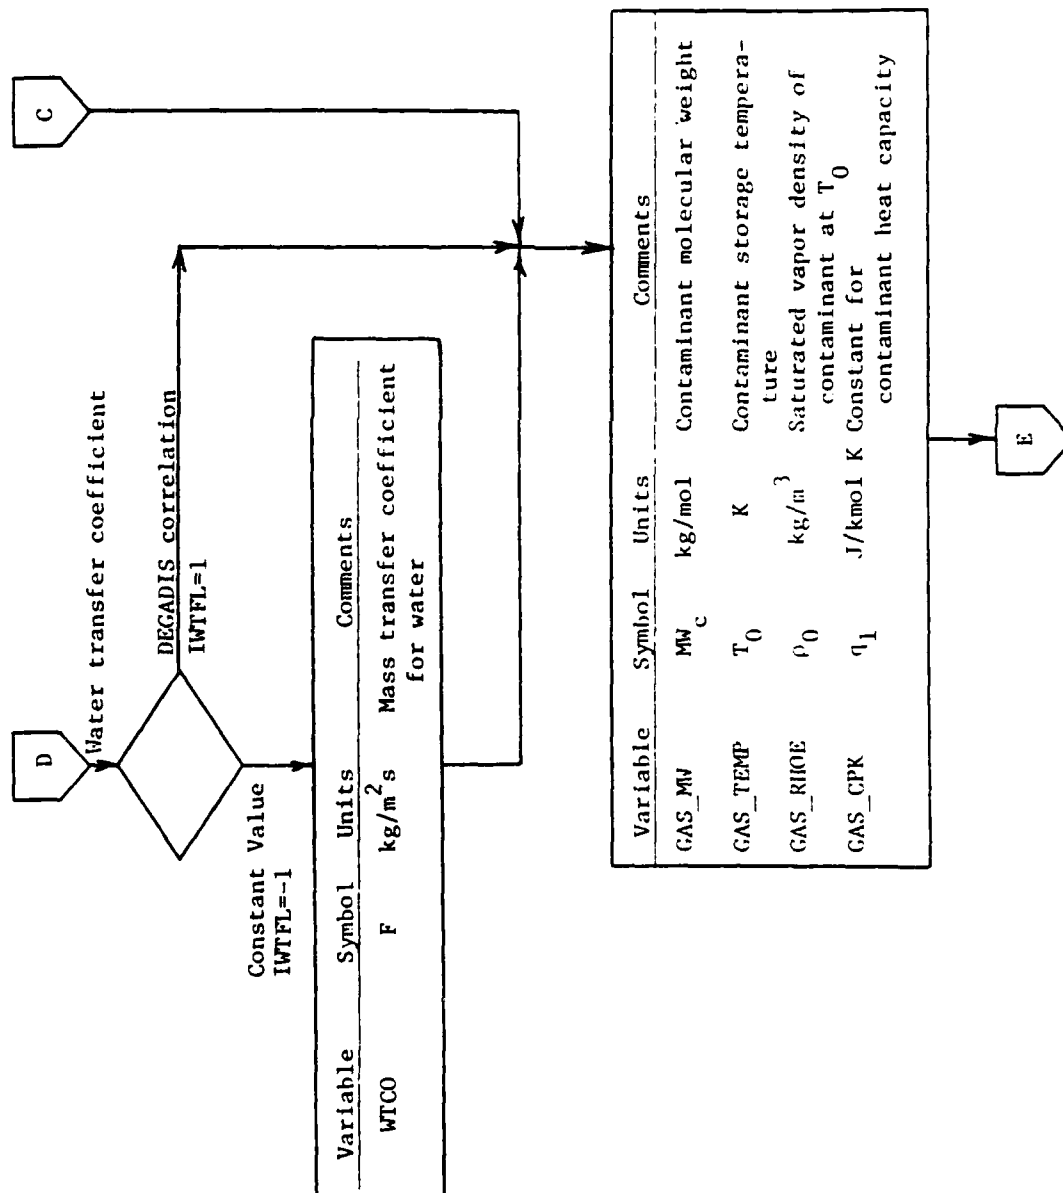 D
C
Water transfer coefficient
DEGADIS correlation
IWTFL=1
Constant Value
IWTFL=-1
Variable Symbol Units Comments
WTCO F kg/m² s Mass transfer coefficient
for water
Variable Symbol Units Comments
GAS_MW MW_c kg/mol Contaminant molecular weight
GAS_TEMP T_0 K Contaminant storage tempera-
ture
GAS_RHOE ρ_0 kg/m³ Saturated vapor density of
contaminant at T_0
GAS_CPK q_1 J/kmol K Constant for
contaminant heat capacity
E